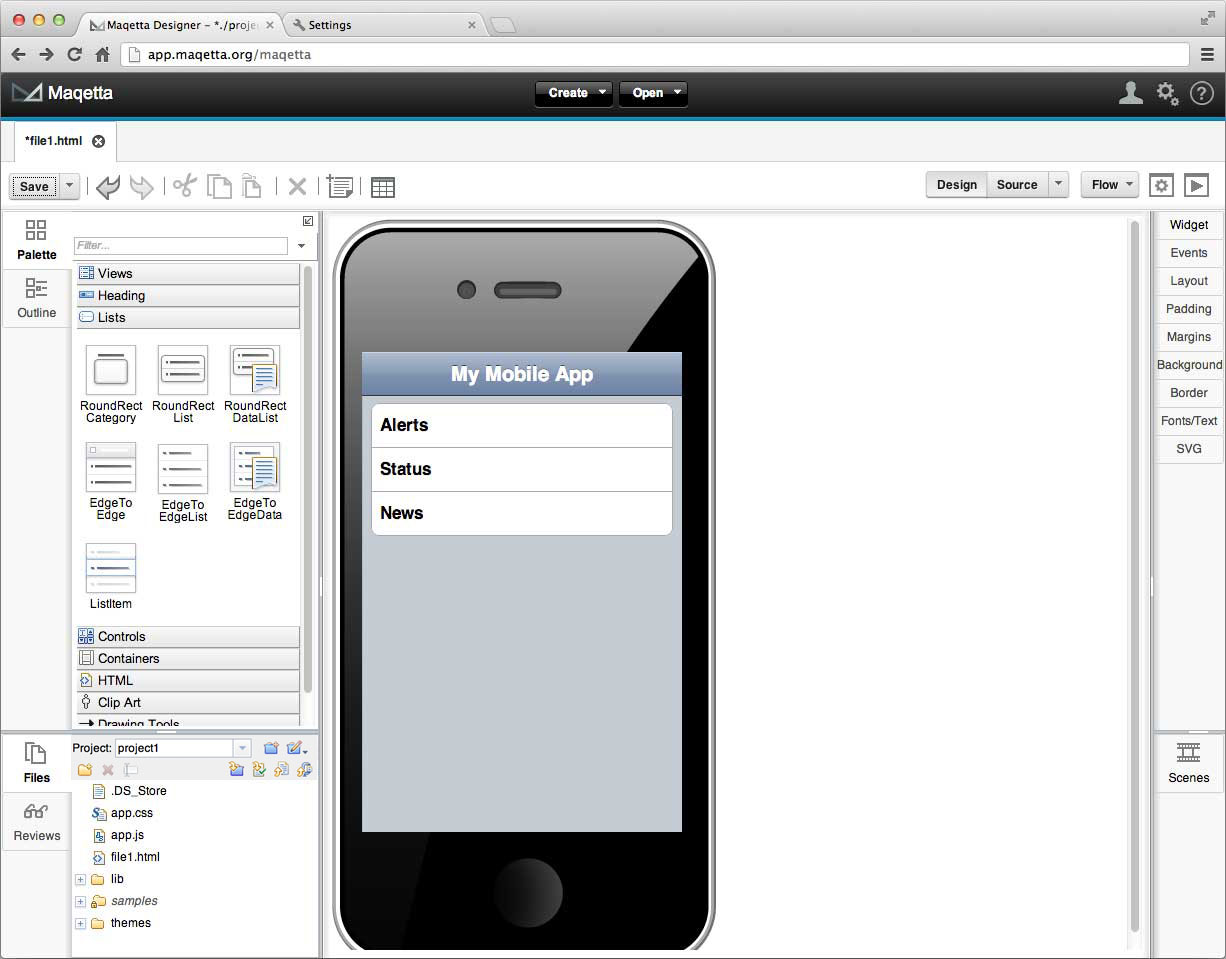 Maqetta Designer – *./proje
Settings
app.maqetta.org/maqetta
Maqetta
Create
Open
?
*file1.html
Save
Design
Source
Flow
Palette
Outline
Filter...
Views
Heading
Lists
RoundRect Category
RoundRect List
RoundRect DataList
EdgeTo Edge
EdgeTo EdgeList
EdgeTo EdgeData
ListItem
Controls
Containers
HTML
Clip Art
Drawing Tools
My Mobile App
Alerts
Status
News
Widget
Events
Layout
Padding
Margins
Background
Border
Fonts/Text
SVG
Files
Reviews
Project: project1
.DS_Store
app.css
app.js
file1.html
lib
samples
themes
Scenes